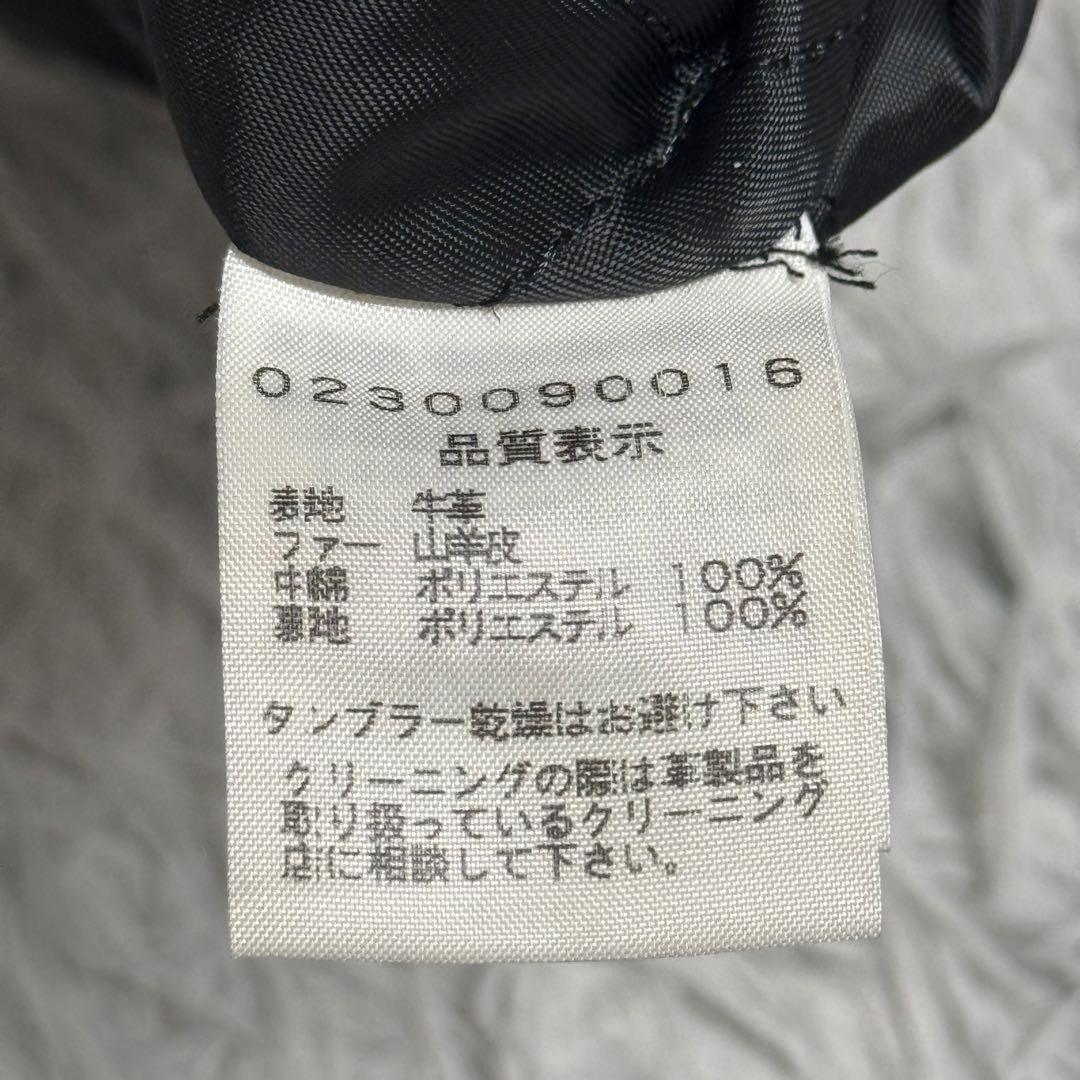 0230090016
品質表示
表地 牛革
ファー 山羊皮
中綿 ポリエステル 100%
裏地 ポリエステル 100%
タンブラー乾燥はお避け下さい
クリーニングの際は革製品を
取り扱っているクリーニング
店に相談して下さい。